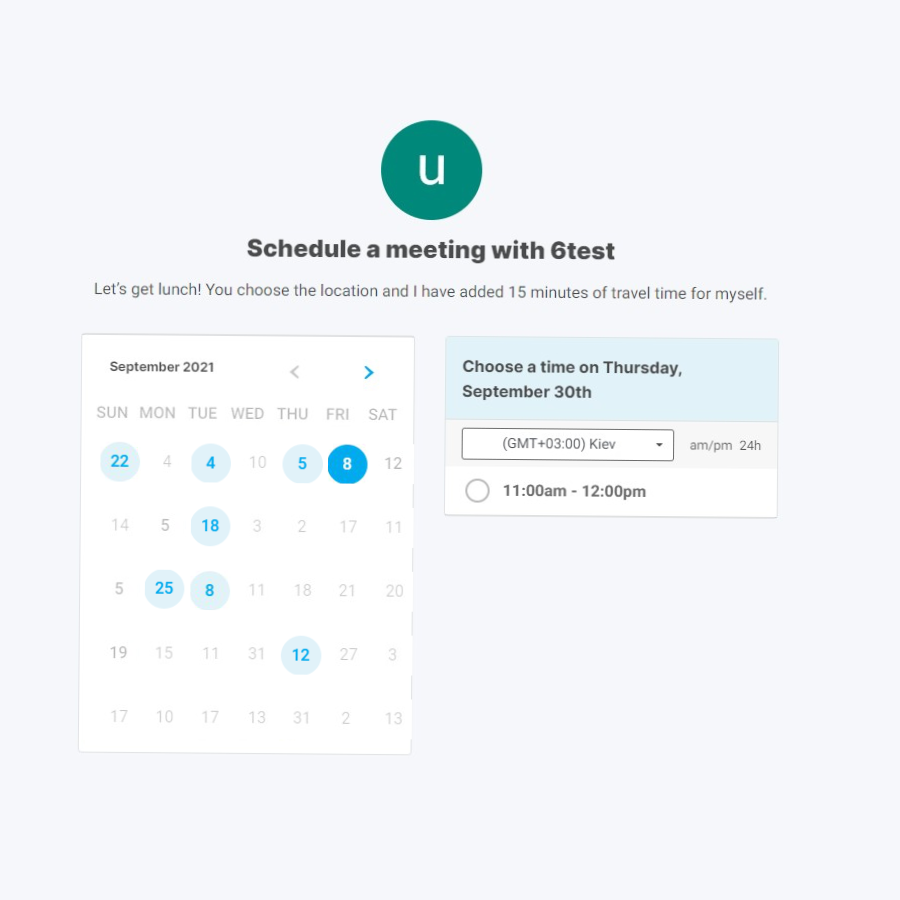 u
Schedule a meeting with 6test
Let's get lunch! You choose the location and I have added 15 minutes of travel time for myself.
September 2021
SUN MON TUE WED THU FRI SAT
22 4 4 10 5 8 12
14 5 18 3 2 17 11
5 25 8 11 18 21 20
19 15 11 31 12 27 3
17 10 17 13 31 2 13
Choose a time on Thursday,
September 30th
(GMT+03:00) Kiev am/pm 24h
11:00am - 12:00pm